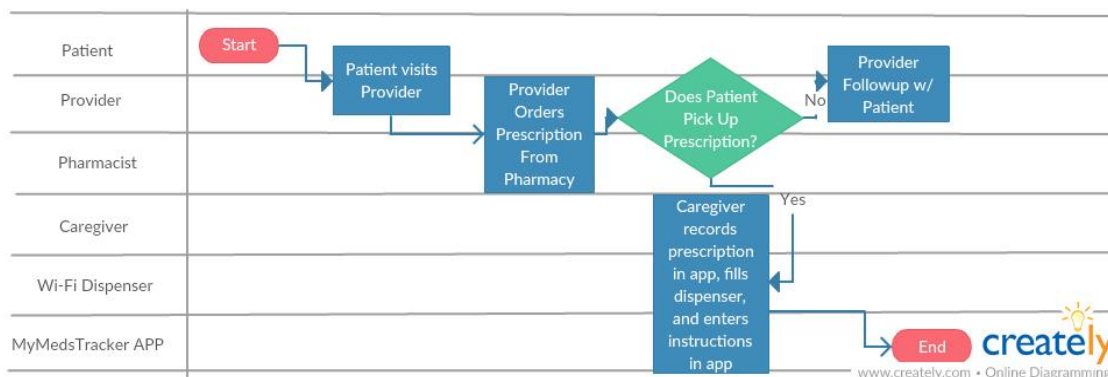 Patient
Provider
Pharmacist
Caregiver
Wi-Fi Dispenser
MyMedsTracker APP
Start
Patient visits
Provider
Provider
Orders
Prescription
From
Pharmacy
Does Patient
Pick Up
Prescription?
No
Provider
Followup w/
Patient
Yes
Caregiver
records
prescription
in app, fills
dispenser,
and enters
instructions
in app
End
creately
www.creately.com • Online Diagramming